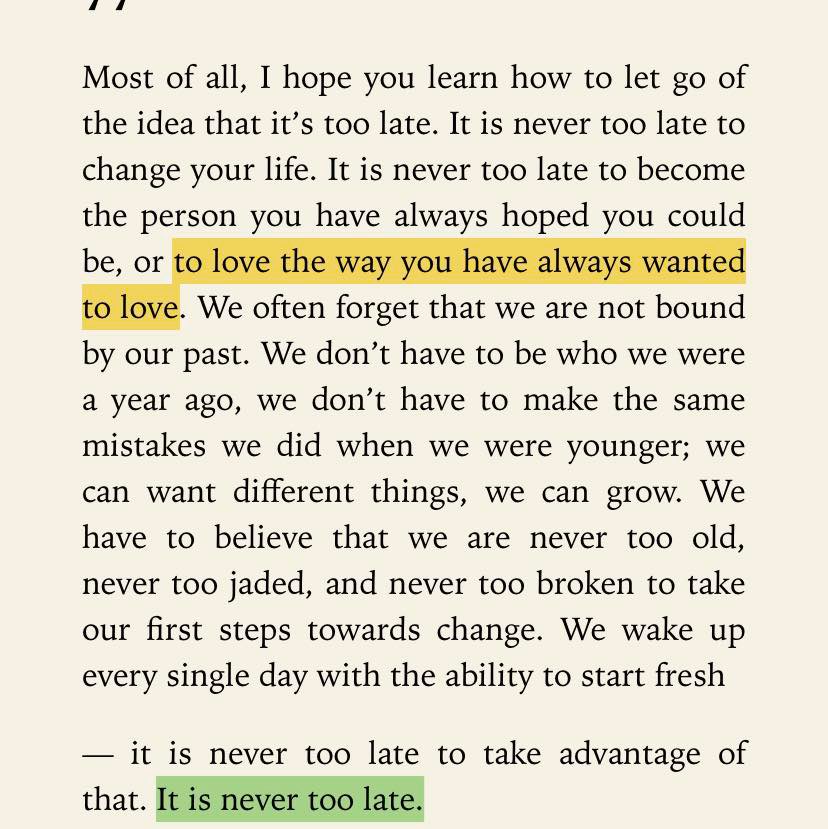 Most of all, I hope you learn how to let go of
the idea that it’s too late. It is never too late to
change your life. It is never too late to become
the person you have always hoped you could
be, or to love the way you have always wanted
to love. We often forget that we are not bound
by our past. We don’t have to be who we were
a year ago, we don’t have to make the same
mistakes we did when we were younger; we
can want different things, we can grow. We
have to believe that we are never too old,
never too jaded, and never too broken to take
our first steps towards change. We wake up
every single day with the ability to start fresh
— it is never too late to take advantage of
that. It is never too late.